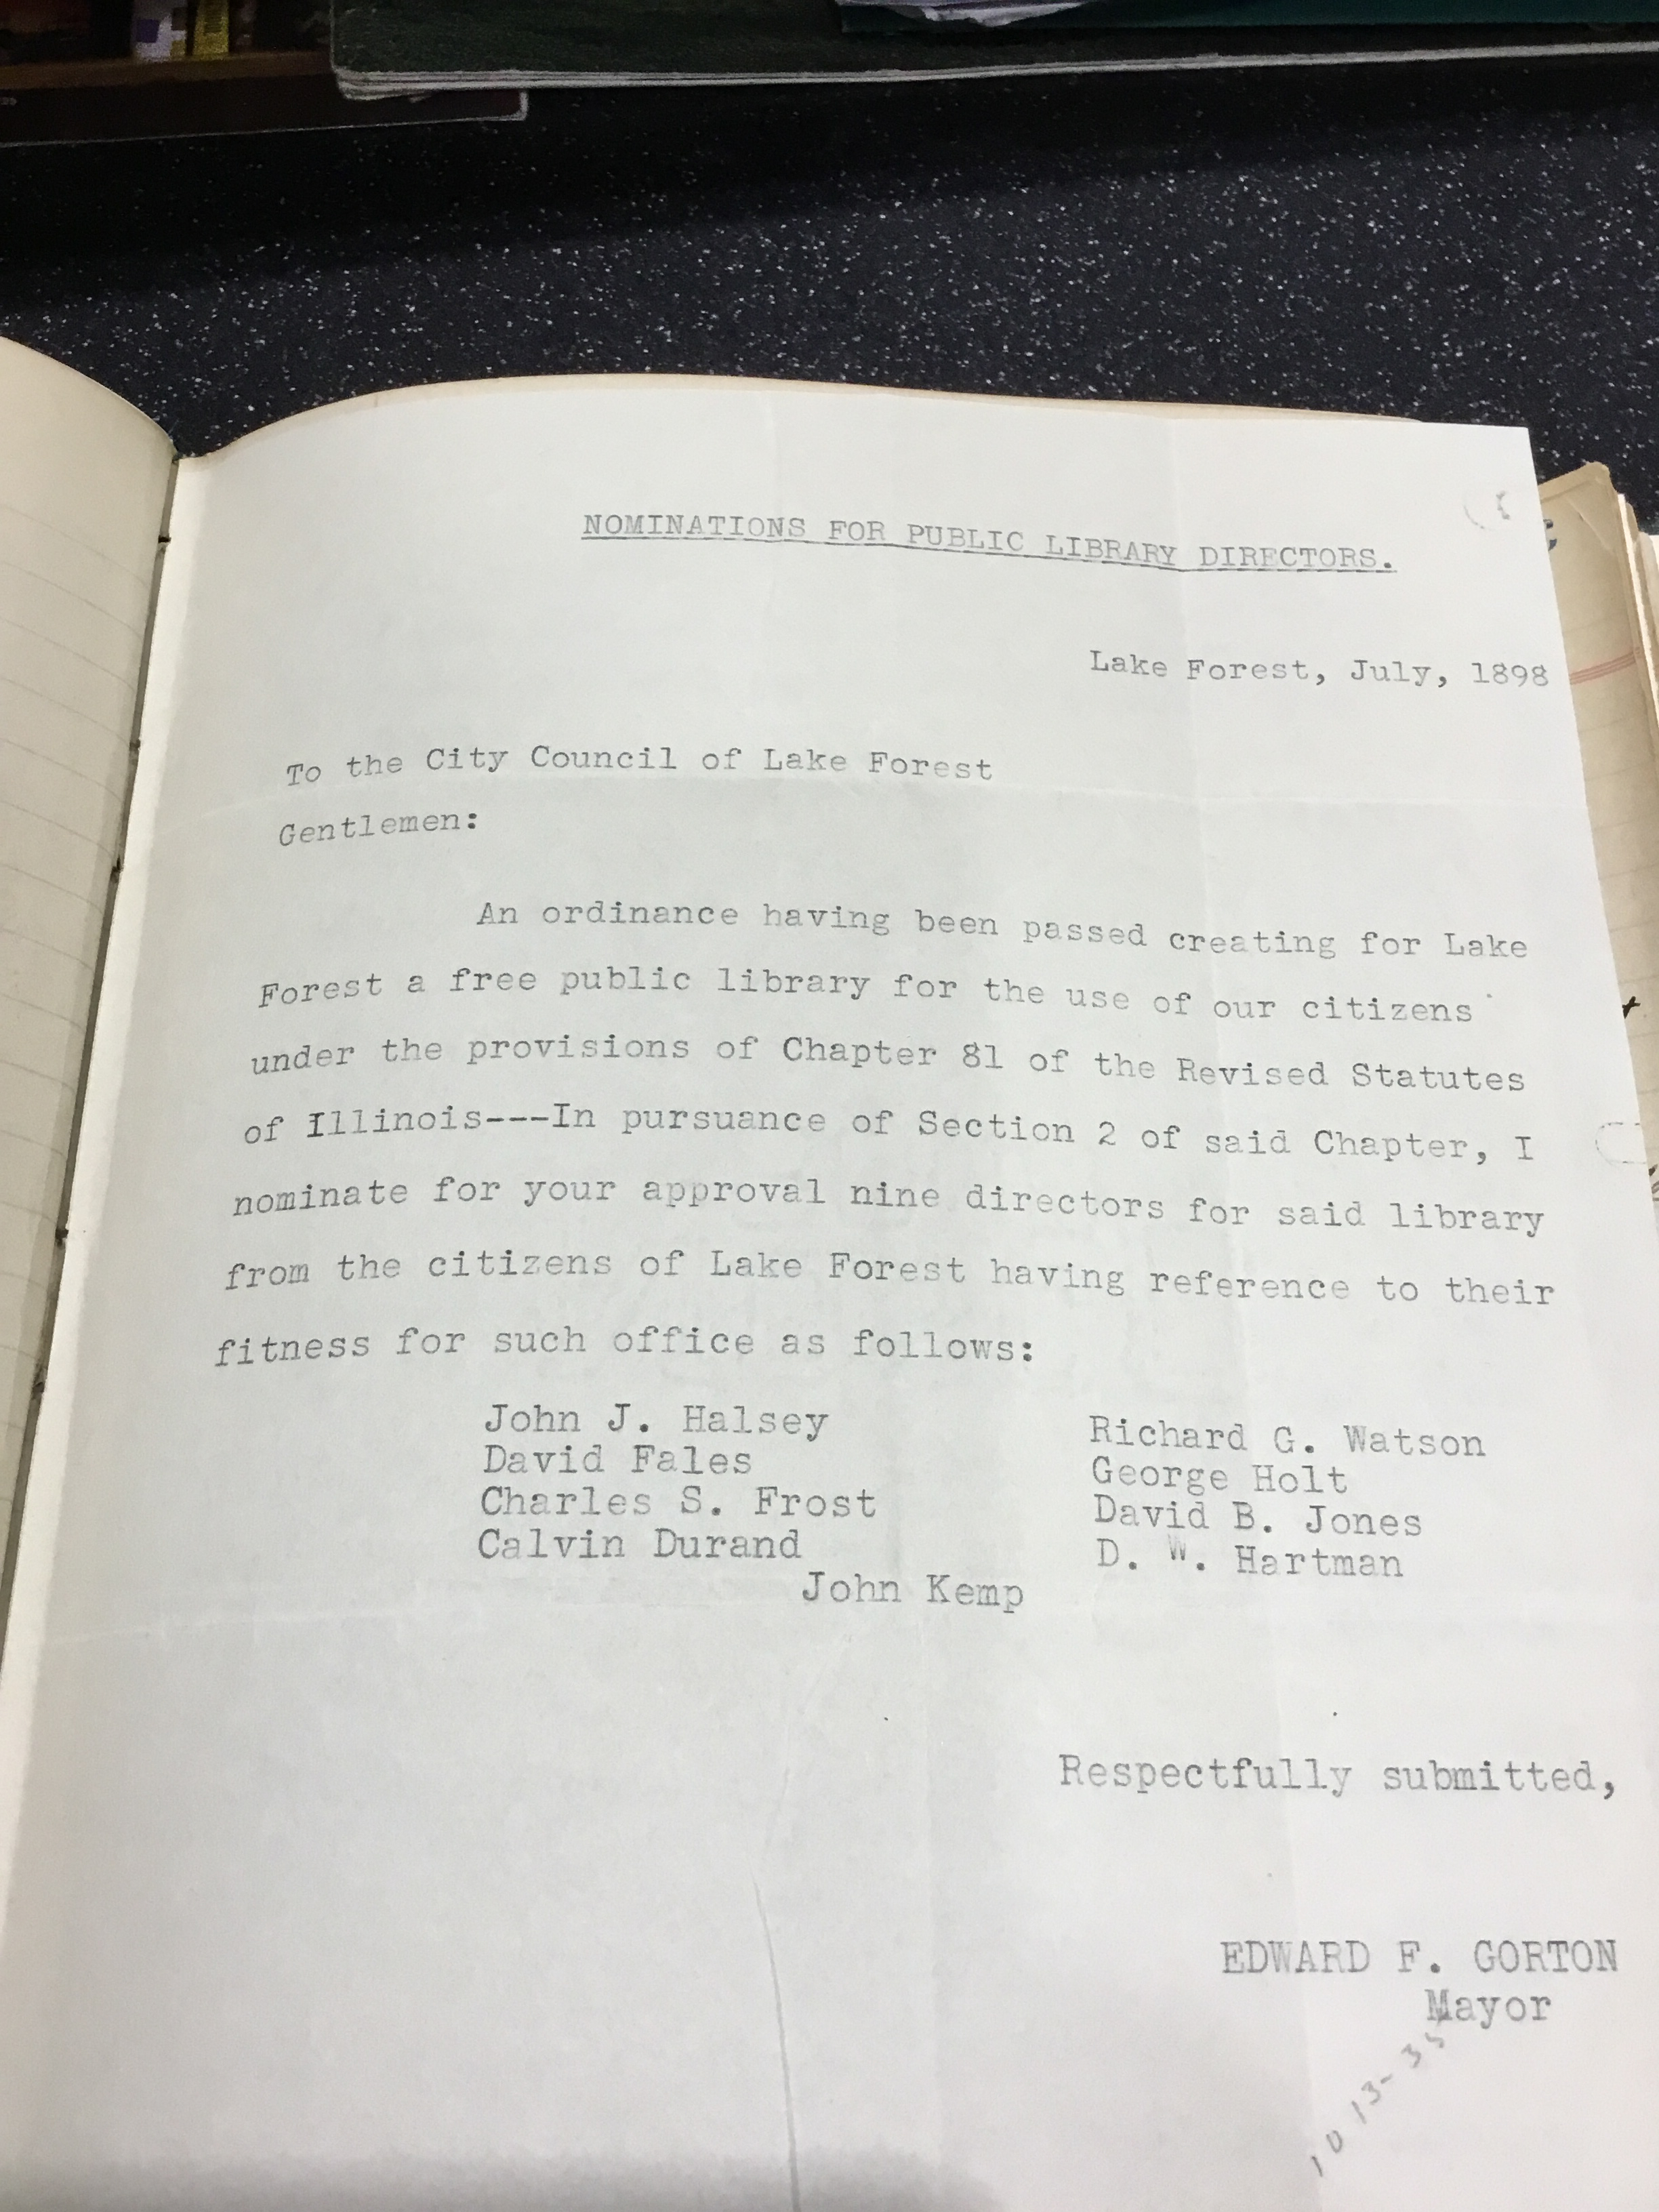 NOMINATIONS FOR PUBLIC LIBRARY DIRECTORS.
Lake Forest, July, 1898
To the City Council of Lake Forest
Gentlemen:
An ordinance having been passed creating for Lake
Forest a free public library for the use of our citizens
under the provisions of Chapter 81 of the Revised Statutes
of Illinois---In pursuance of Section 2 of said Chapter, I
nominate for your approval nine directors for said library
from the citizens of Lake Forest having reference to their
fitness for such office as follows:
John J. Halsey Richard G. Watson
David Fales George Holt
Charles S. Frost David B. Jones
Calvin Durand D. W. Hartman
John Kemp
Respectfully submitted,
EDWARD F. GORTON
Mayor
10 13-35